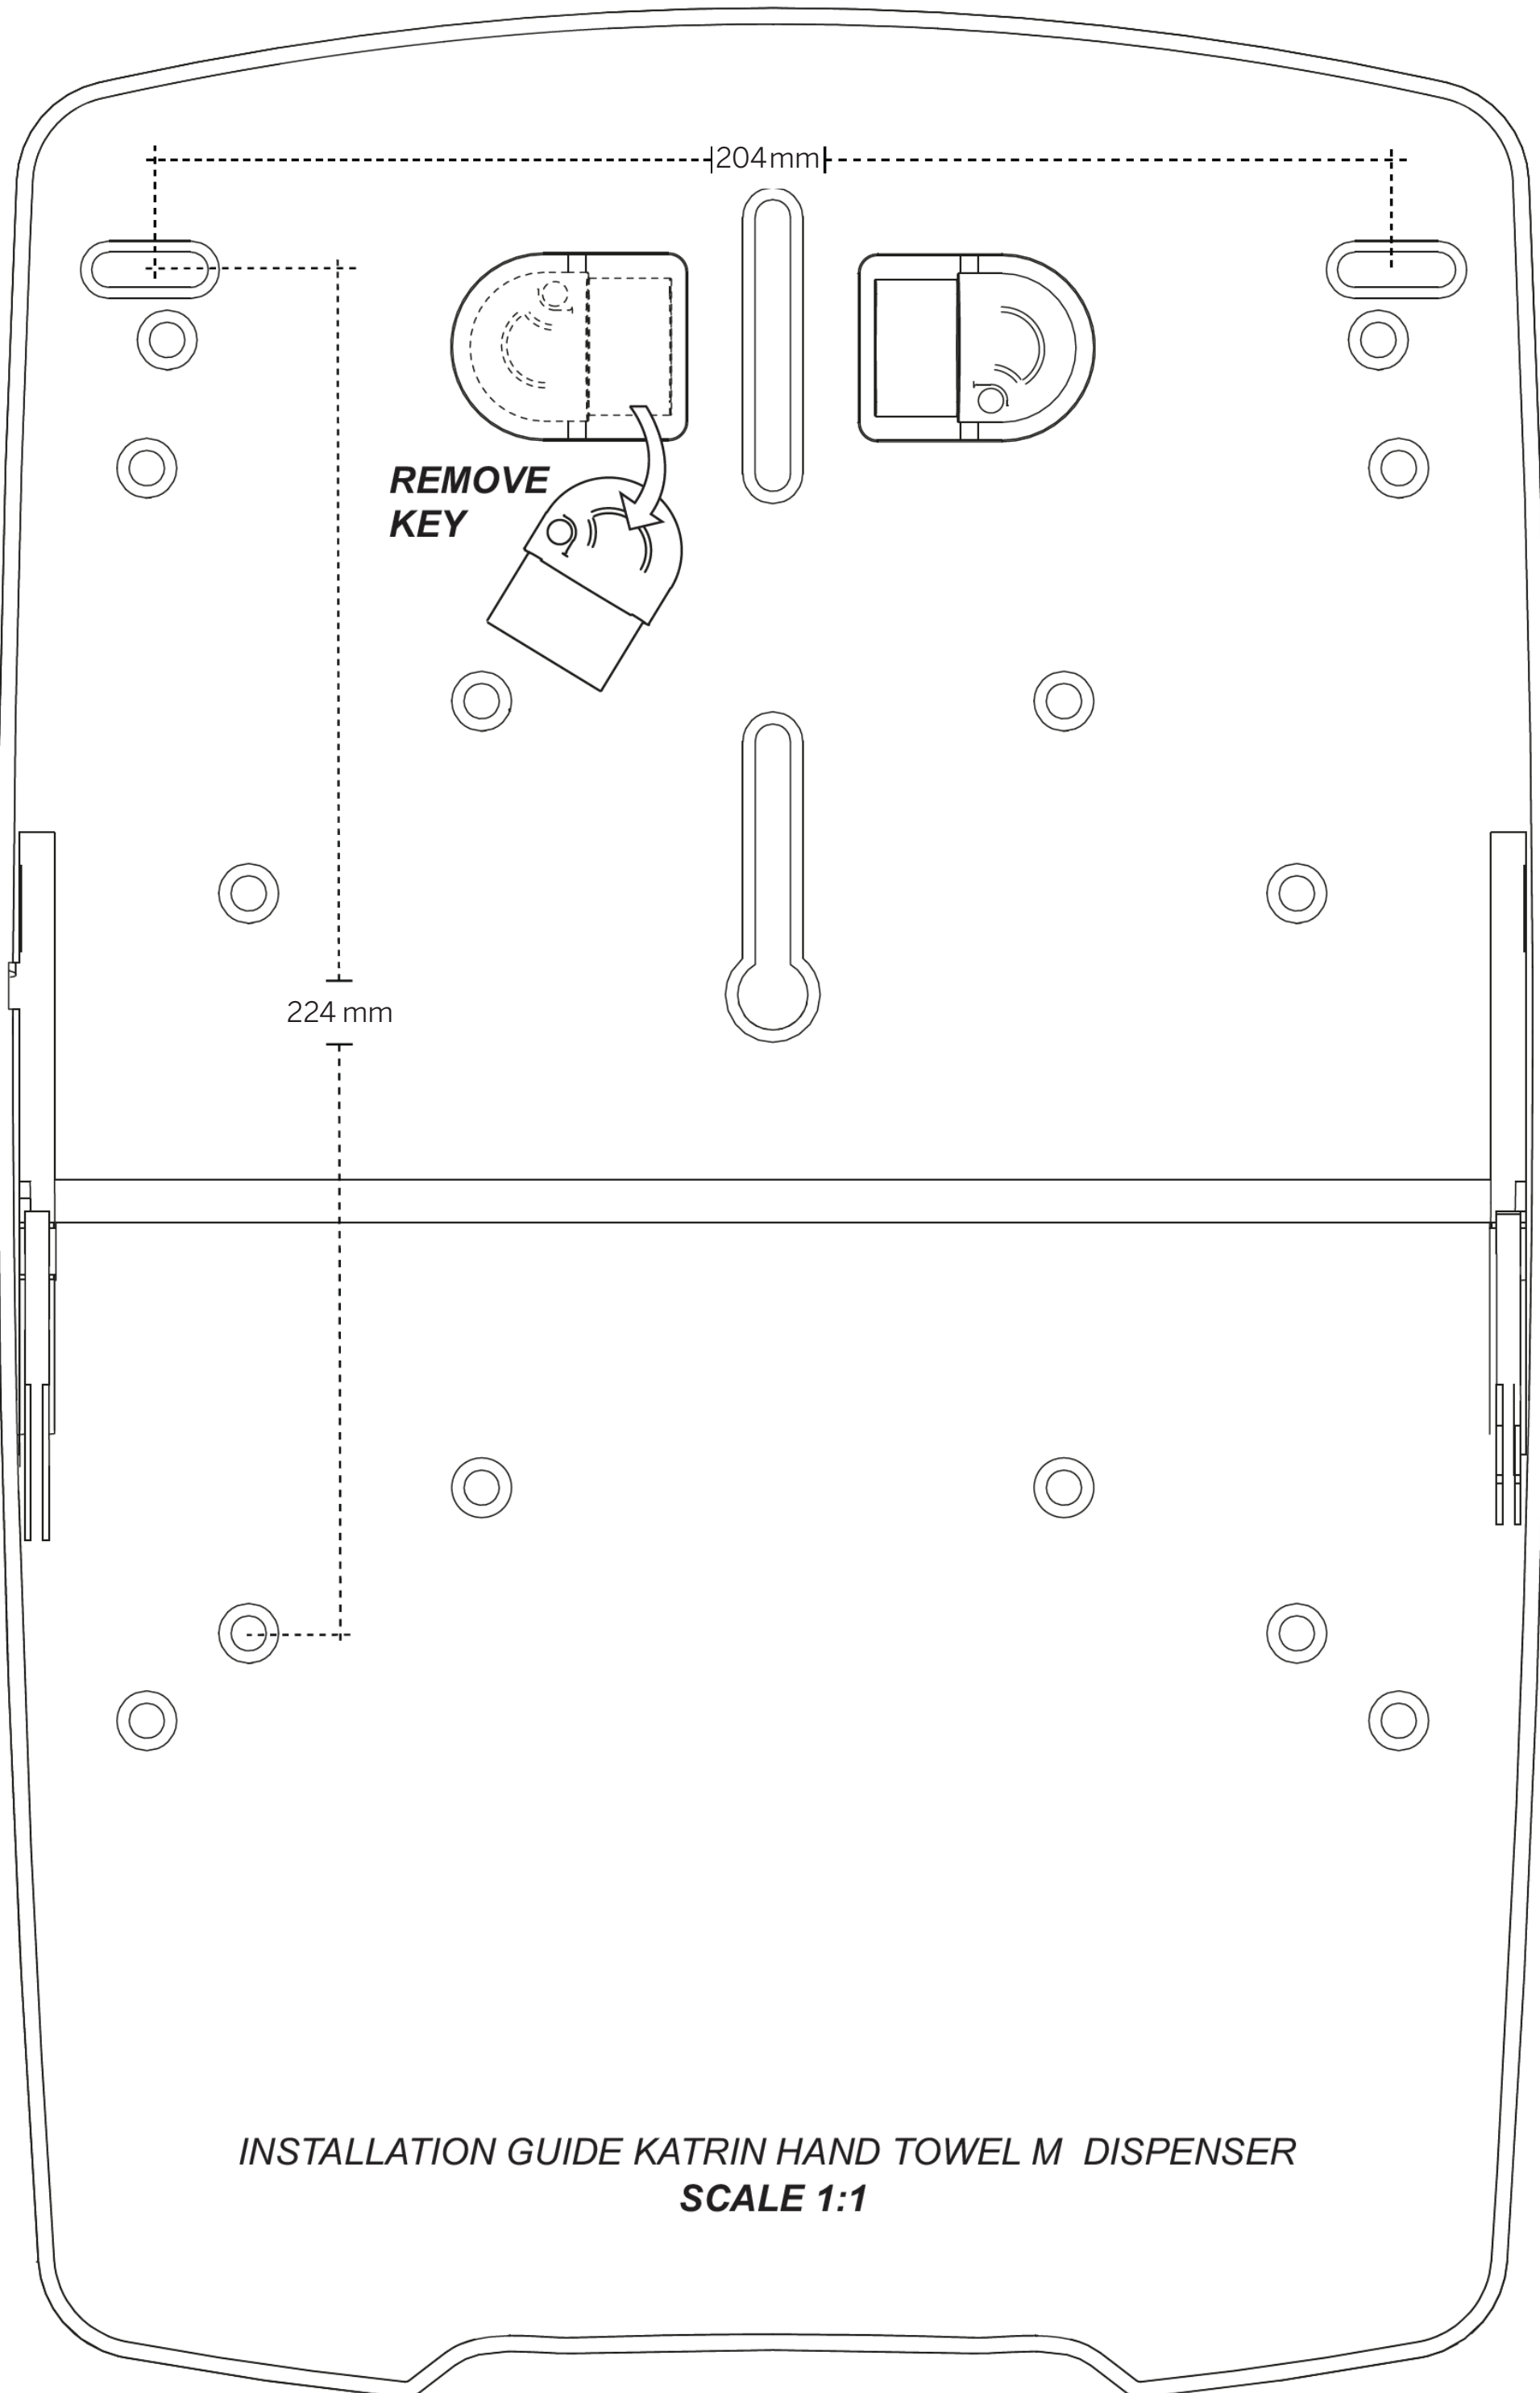 204mm
REMOVE
KEY
224 mm
INSTALLATION GUIDE KATRIN HAND TOWEL M DISPENSER
SCALE 1:1